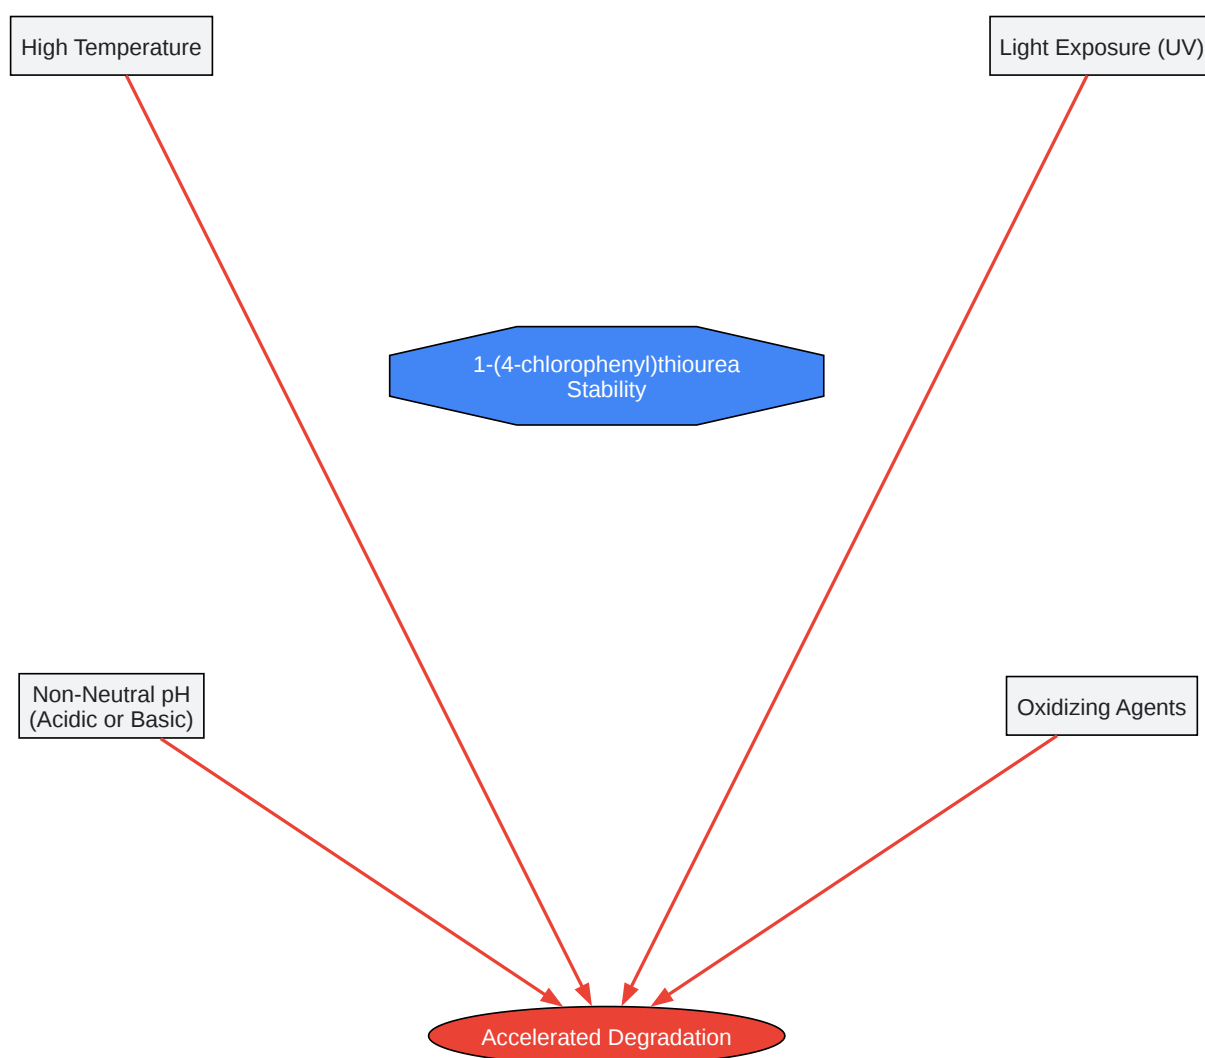 High Temperature
Light Exposure (UV)
1-(4-chlorophenyl)thiourea
Stability
Non-Neutral pH
(Acidic or Basic)
Oxidizing Agents
Accelerated Degradation